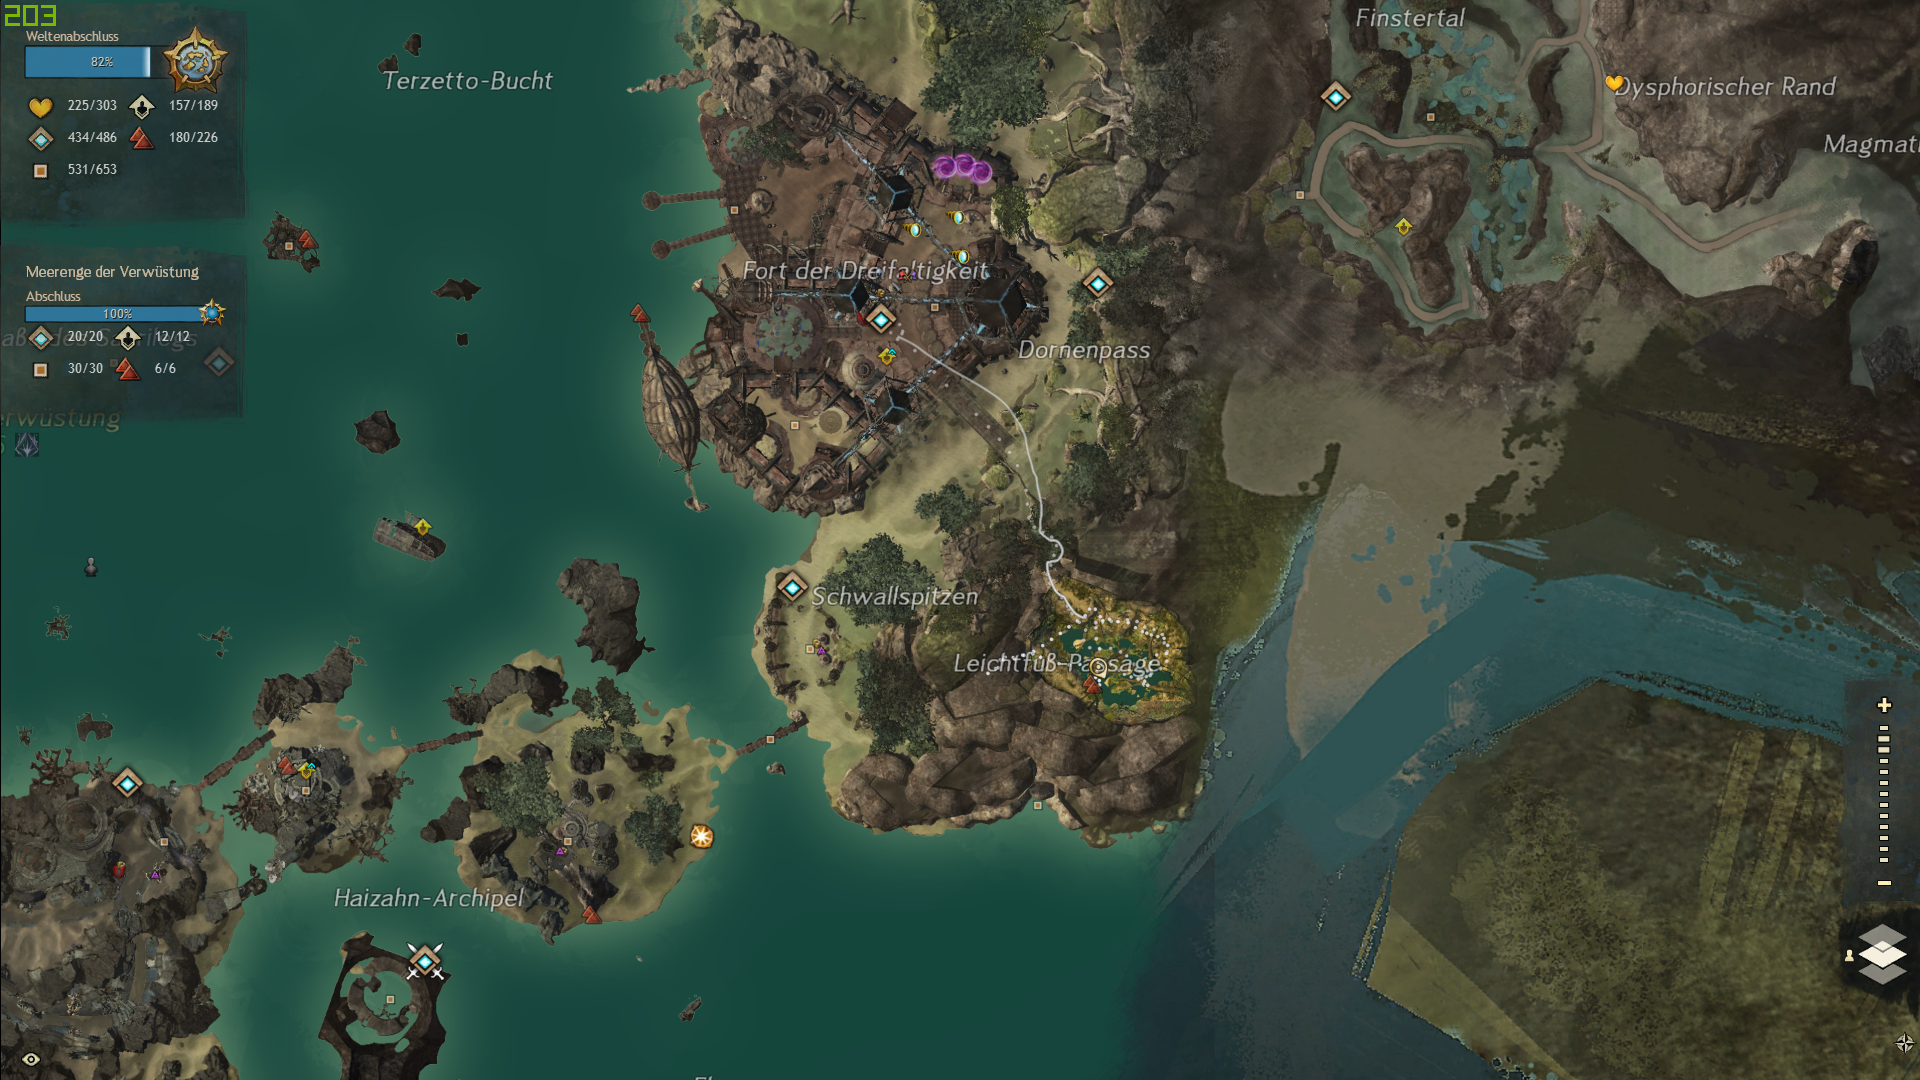 203
Weltenabschluss
82%
225/303
157/189
434/486
180/226
531/653
Meerenge der Verwüstung
Abschluss
100%
20/20
12/12
30/30
6/6
erwüstung
Terzetto-Bucht
Finstertal
Dysphorischer Rand
Magmat
Fort der Dreifaltigkeit
Dornenpass
Schwallspitzen
Leichtfuß-Passage
Haizahn-Archipel